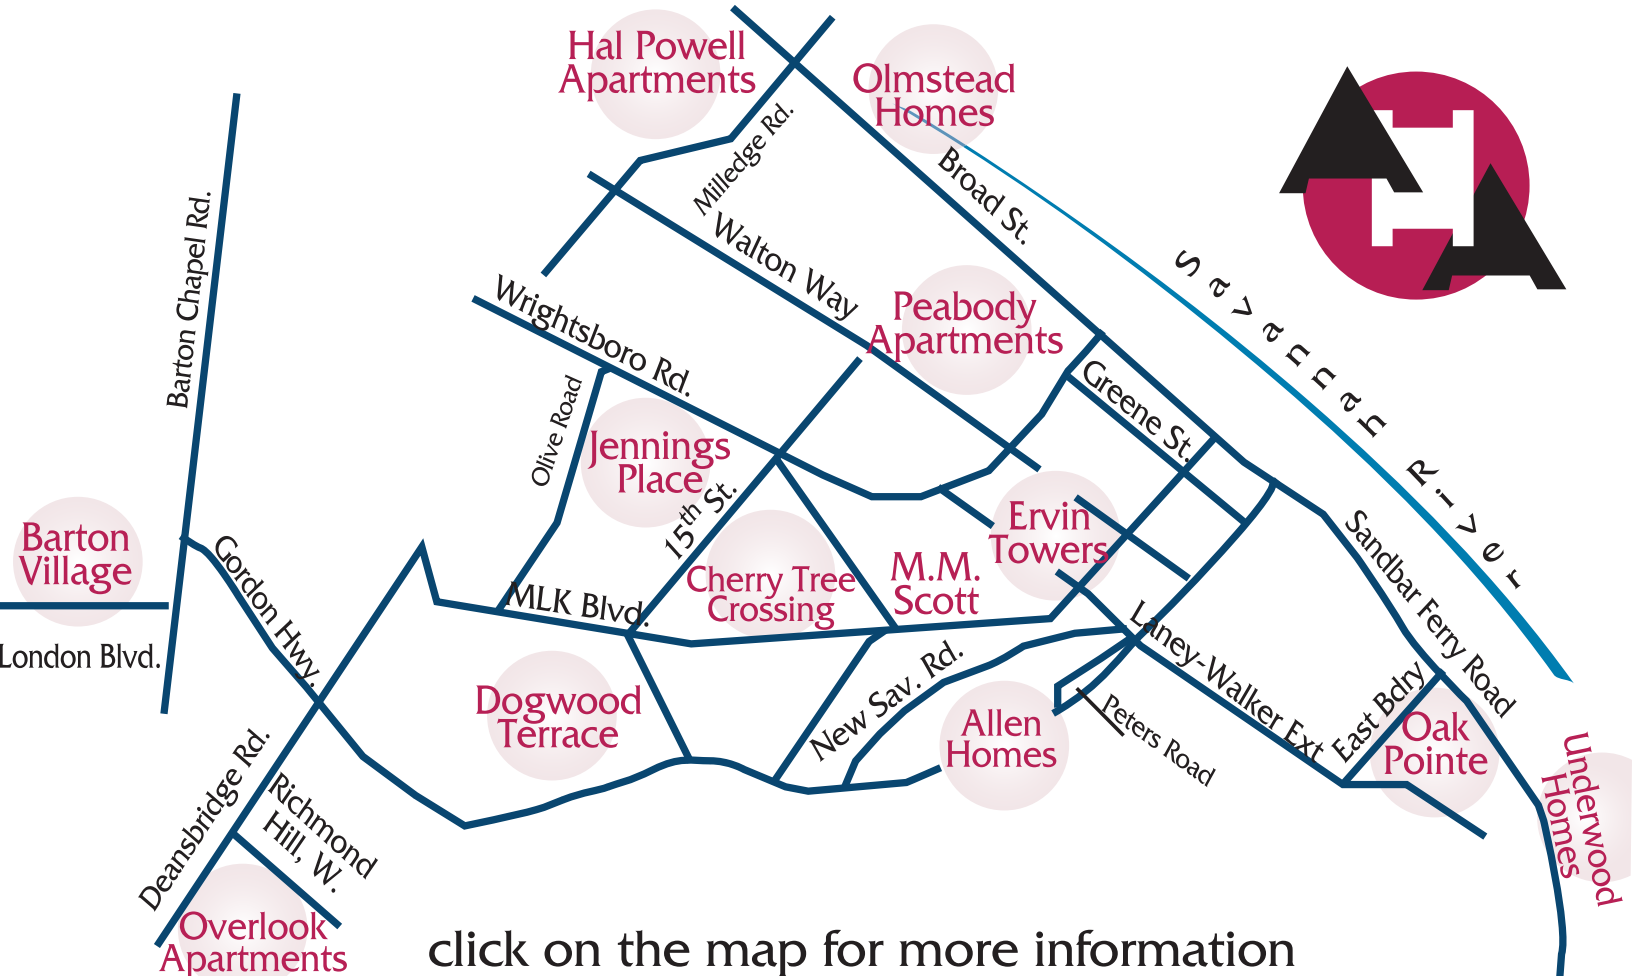 Hal Powell
Apartments
Olmstead
Homes
Milledge Rd.
Broad St.
Savannah River
Barton Chapel Rd.
Walton Way
Wrightsboro Rd.
Peabody
Apartments
Greene St.
Olive Road
Jennings
Place
15th St.
Ervin
Towers
Barton
Village
Gordon Hwy.
Cherry Tree
Crossing
M.M.
Scott
MLK Blvd.
Sandbar Ferry Road
London Blvd.
Laney-Walker Ext
New Sav. Rd.
Dogwood
Terrace
Allen
Homes
Peters Road
East Bdry
Oak
Pointe
Underwood
Homes
Deansbridge Rd.
Richmond
Hill, W.
Overlook
Apartments
AHA
click on the map for more information